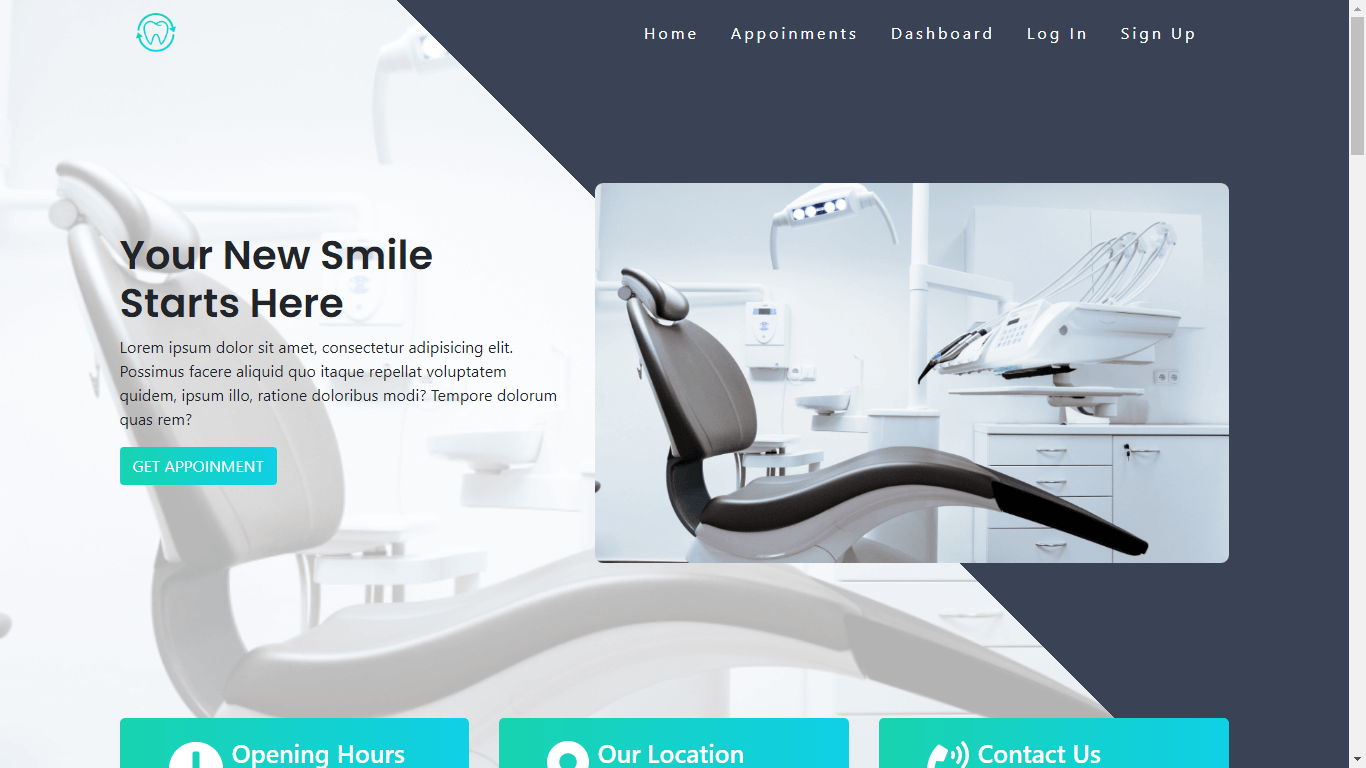 Home Appoinments Dashboard Log In Sign Up
Your New Smile
Starts Here
Lorem ipsum dolor sit amet, consectetur adipisicing elit.
Possimus facere aliquid quo itaque repellat voluptatem
quidem, ipsum illo, ratione doloribus modi? Tempore dolorum
quas rem?
GET APPOINMENT
Opening Hours
Our Location
Contact Us